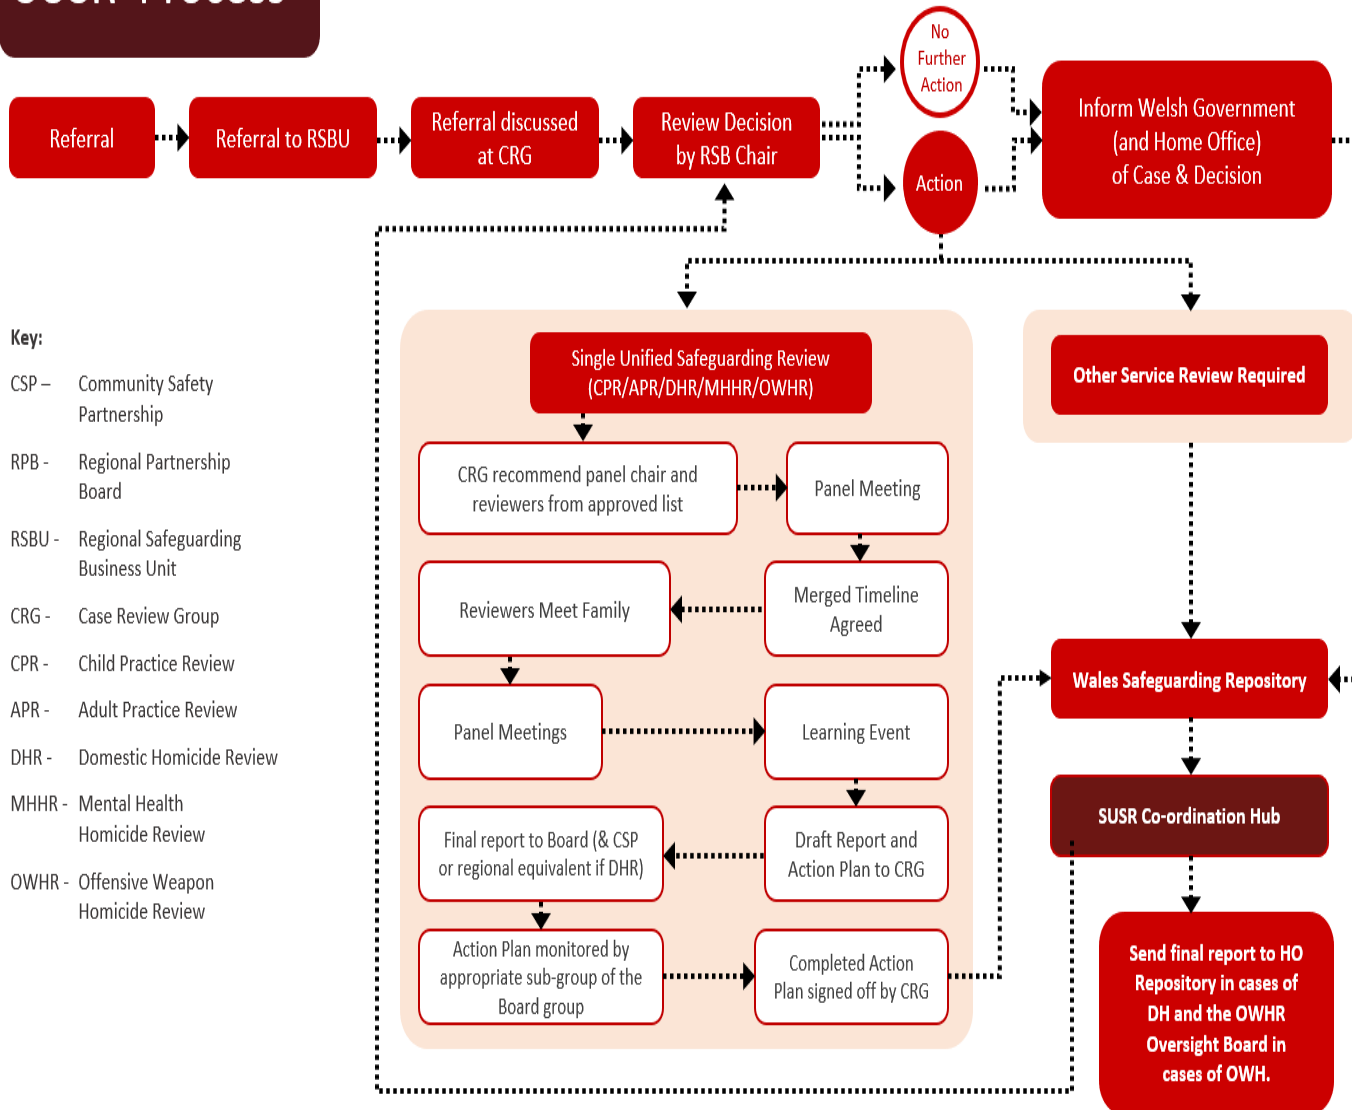 SUSR Process
Referral
Referral to RSBU
Referral discussed
at CRG
Review Decision
by RSB Chair
No
Further
Action
Action
Inform Welsh Government
(and Home Office)
of Case & Decision
Key:
CSP – Community Safety
Partnership
RPB - Regional Partnership
Board
RSBU - Regional Safeguarding
Business Unit
CRG - Case Review Group
CPR - Child Practice Review
APR - Adult Practice Review
DHR - Domestic Homicide Review
MHHR - Mental Health
Homicide Review
OWHR - Offensive Weapon
Homicide Review
Single Unified Safeguarding Review
(CPR/APR/DHR/MHHR/OWHR)
CRG recommend panel chair and
reviewers from approved list
Panel Meeting
Merged Timeline
Agreed
Reviewers Meet Family
Panel Meetings
Learning Event
Draft Report and
Action Plan to CRG
Final report to Board (& CSP
or regional equivalent if DHR)
Action Plan monitored by
appropriate sub-group of the
Board group
Completed Action
Plan signed off by CRG
Other Service Review Required
Wales Safeguarding Repository
SUSR Co-ordination Hub
Send final report to HO
Repository in cases of
DH and the OWHR
Oversight Board in
cases of OWH.